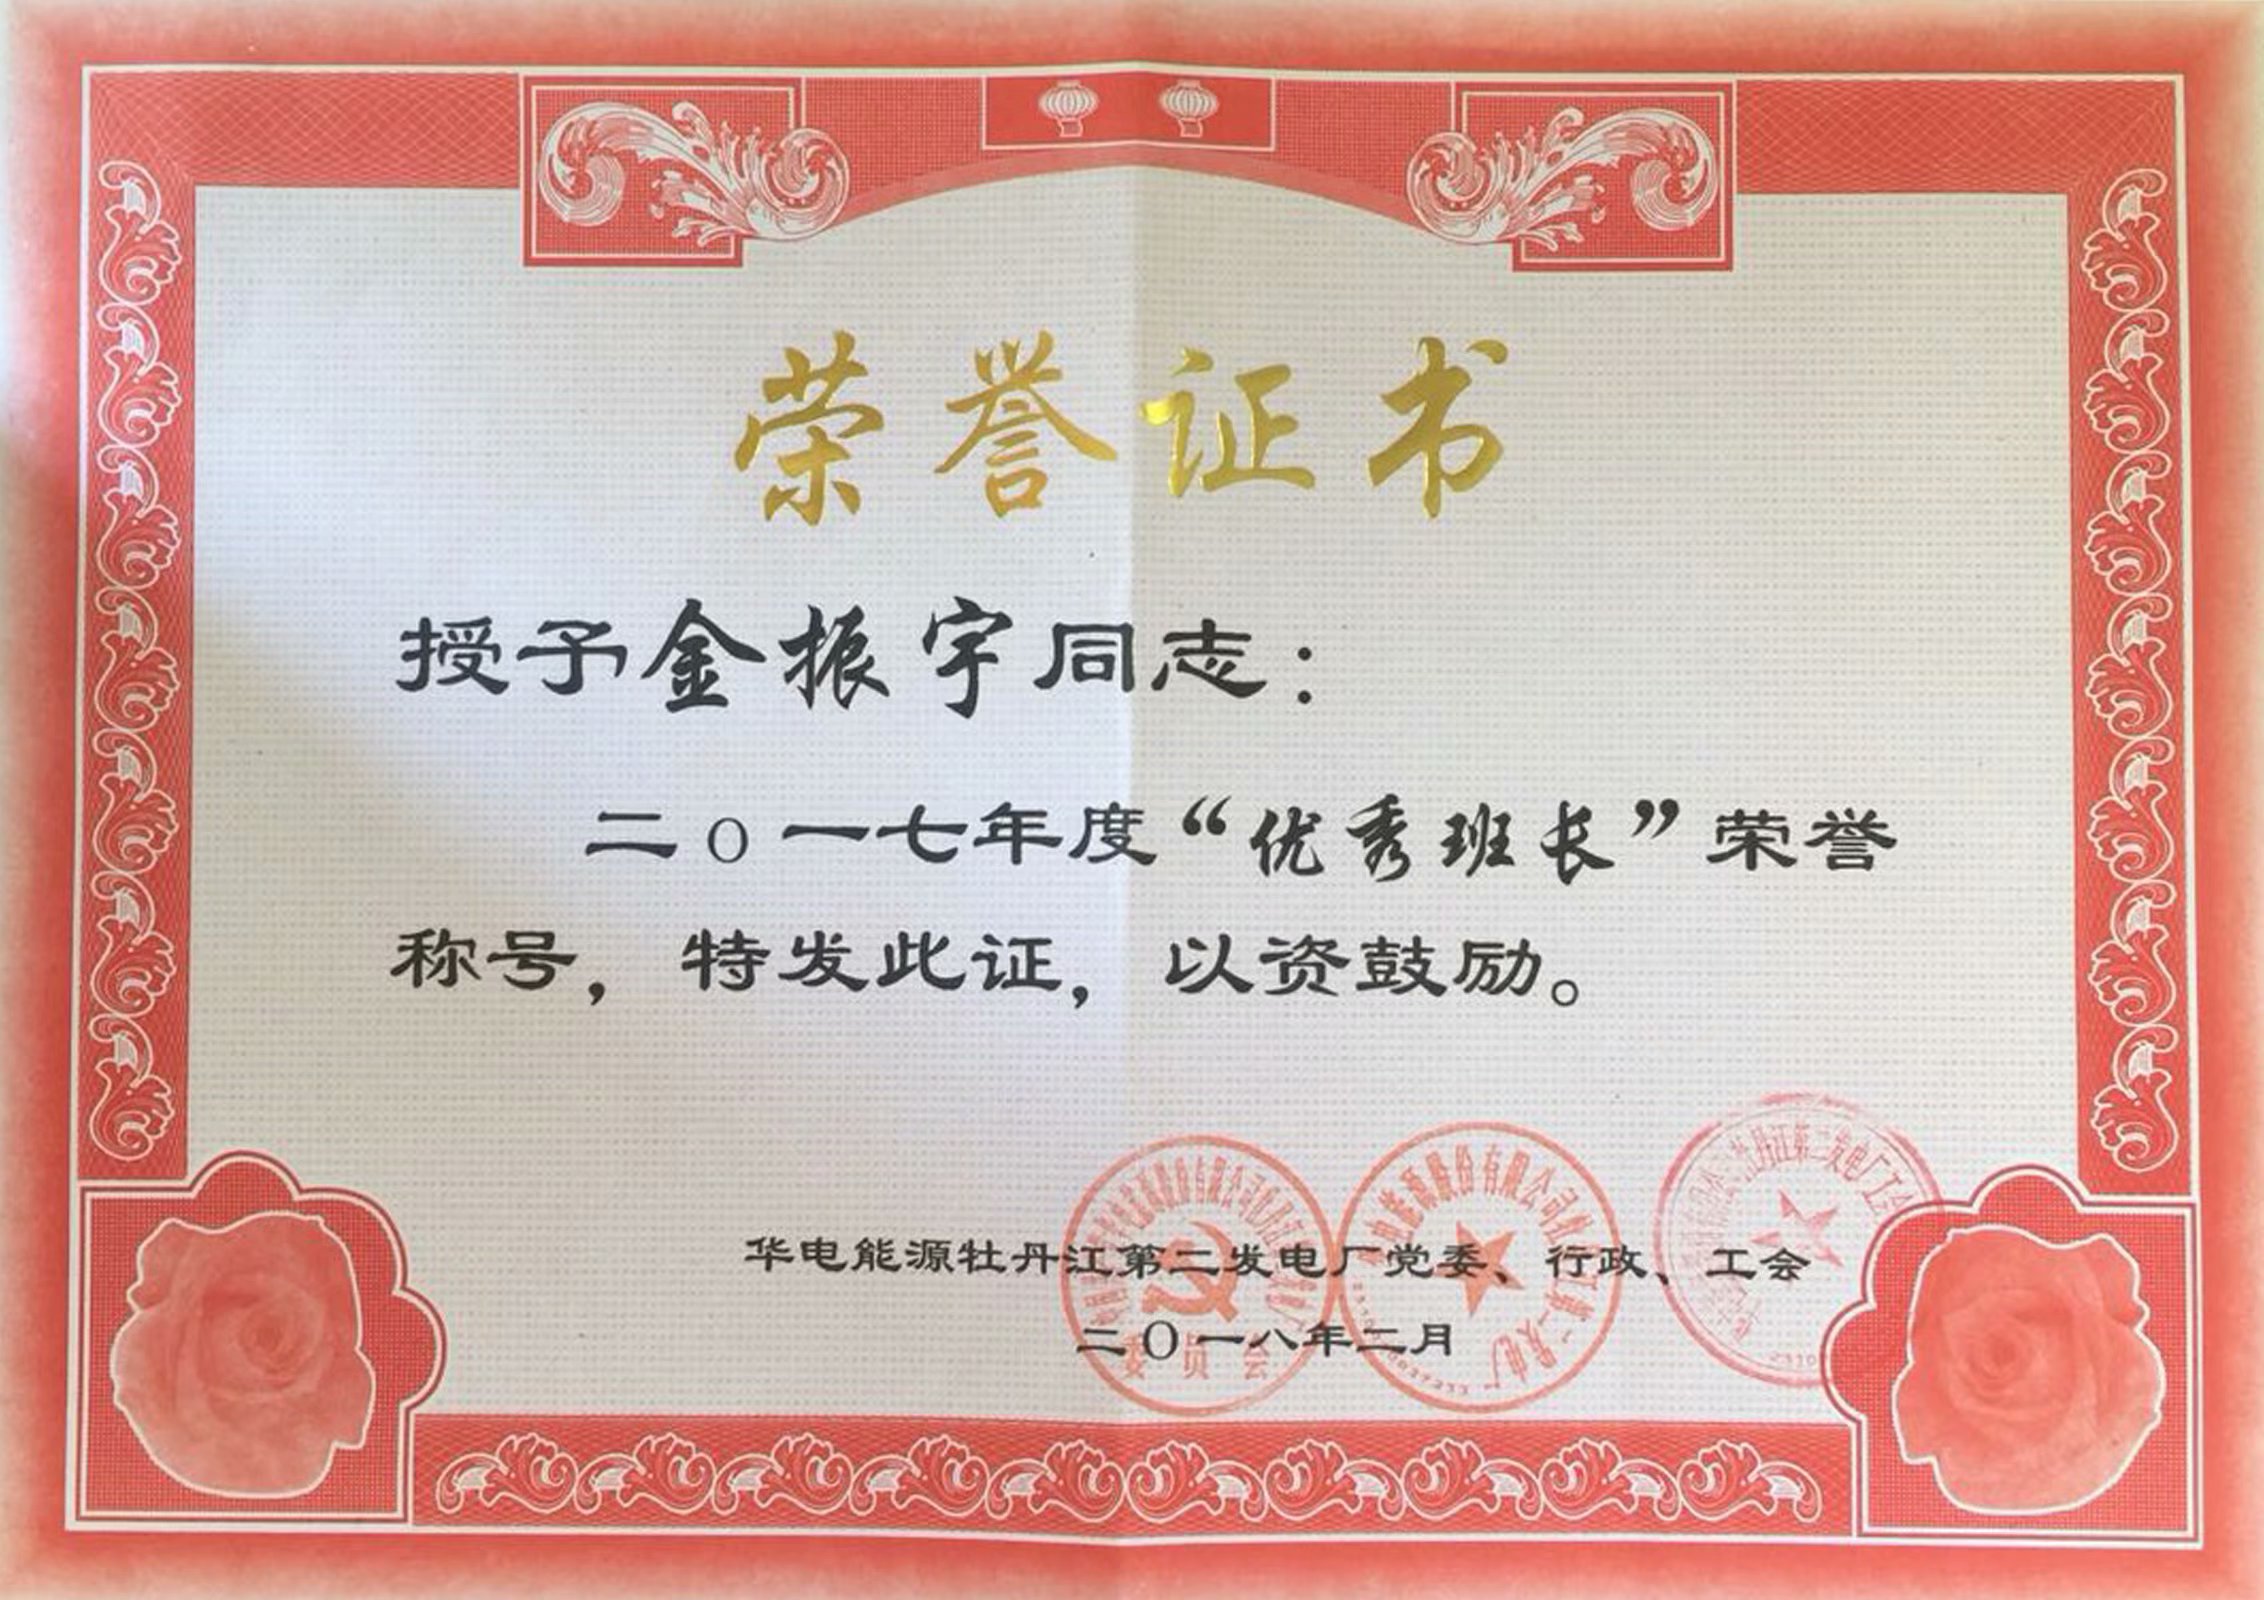 荣誉证书
授予金振宇同志：
二〇一七年度“优秀班长”荣誉
称号，特发此证，以资鼓励。
华电能源牡丹江第二发电厂党委、行政、工会
二〇一八年二月
委员会